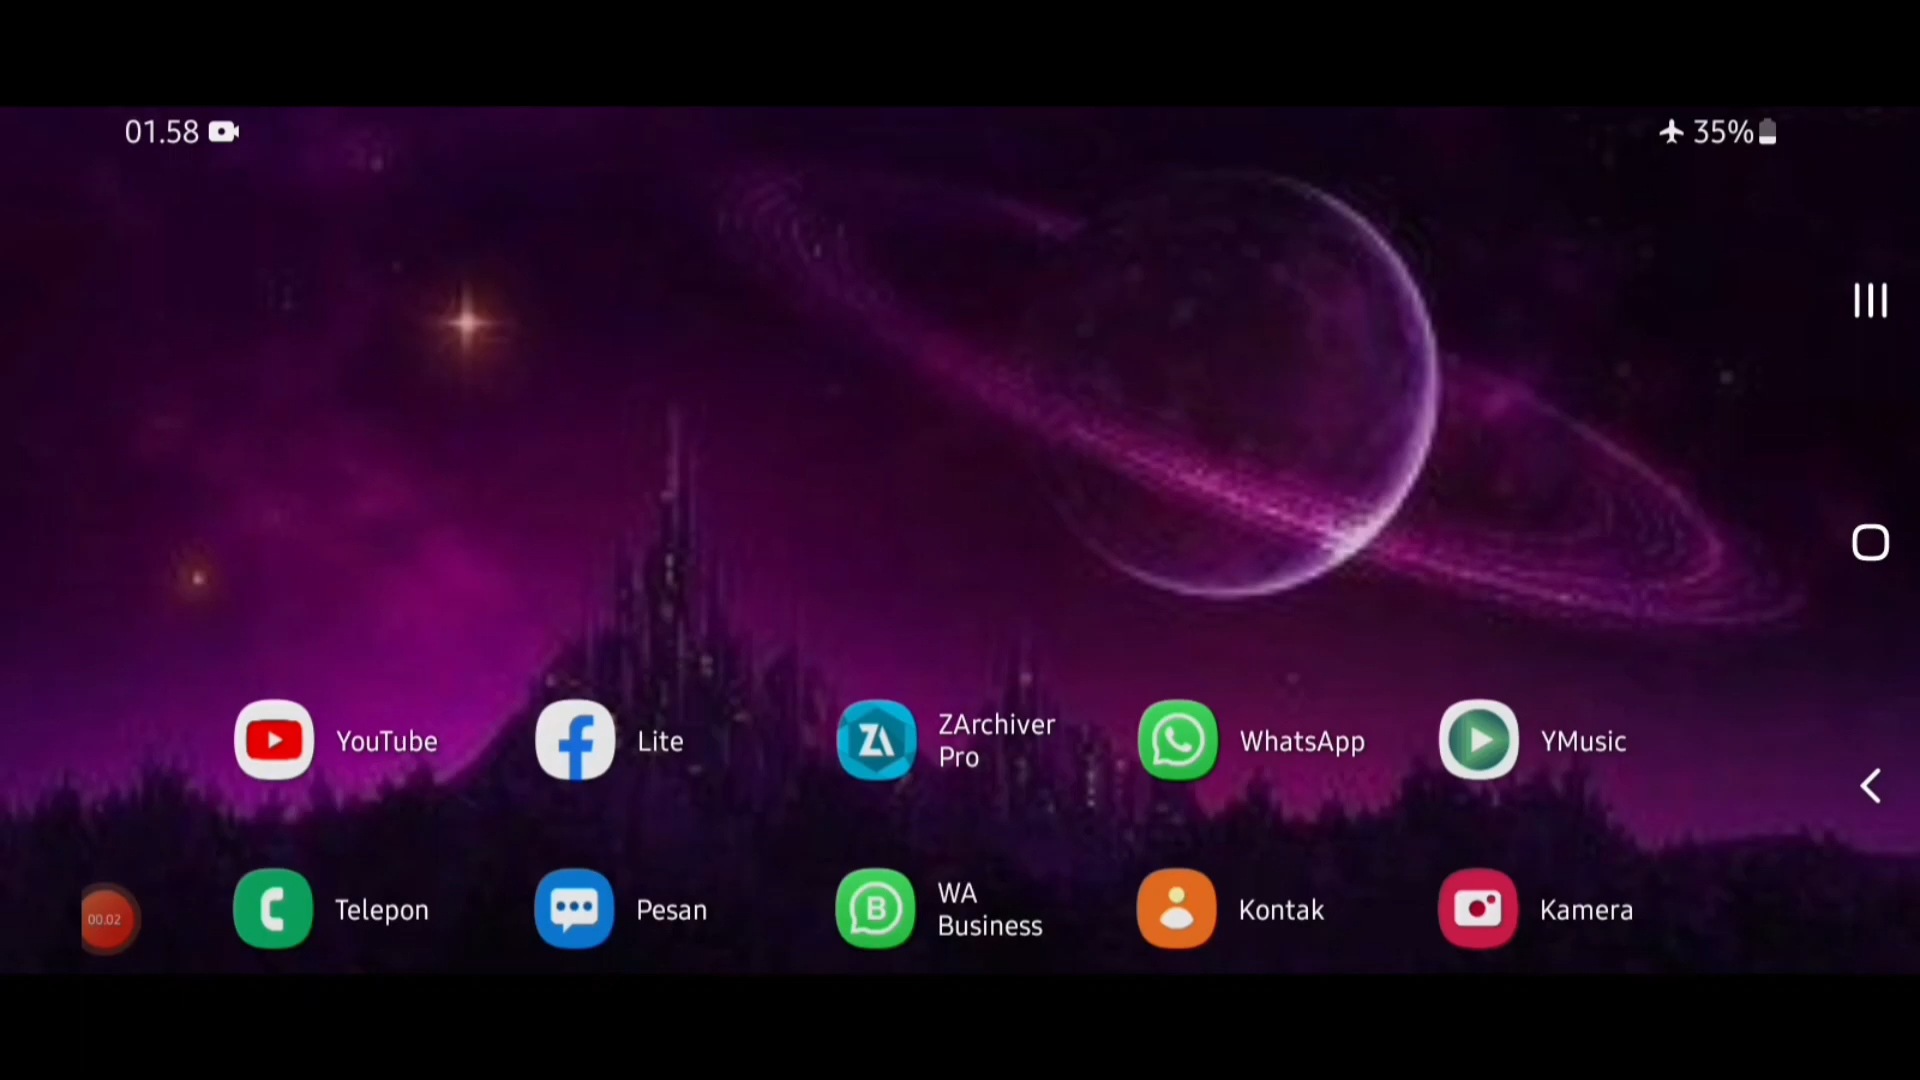 01.58
35%
YouTube
Lite
ZArchiver
Pro
WhatsApp
YMusic
00.02
Telepon
Pesan
WA
Business
Kontak
Kamera